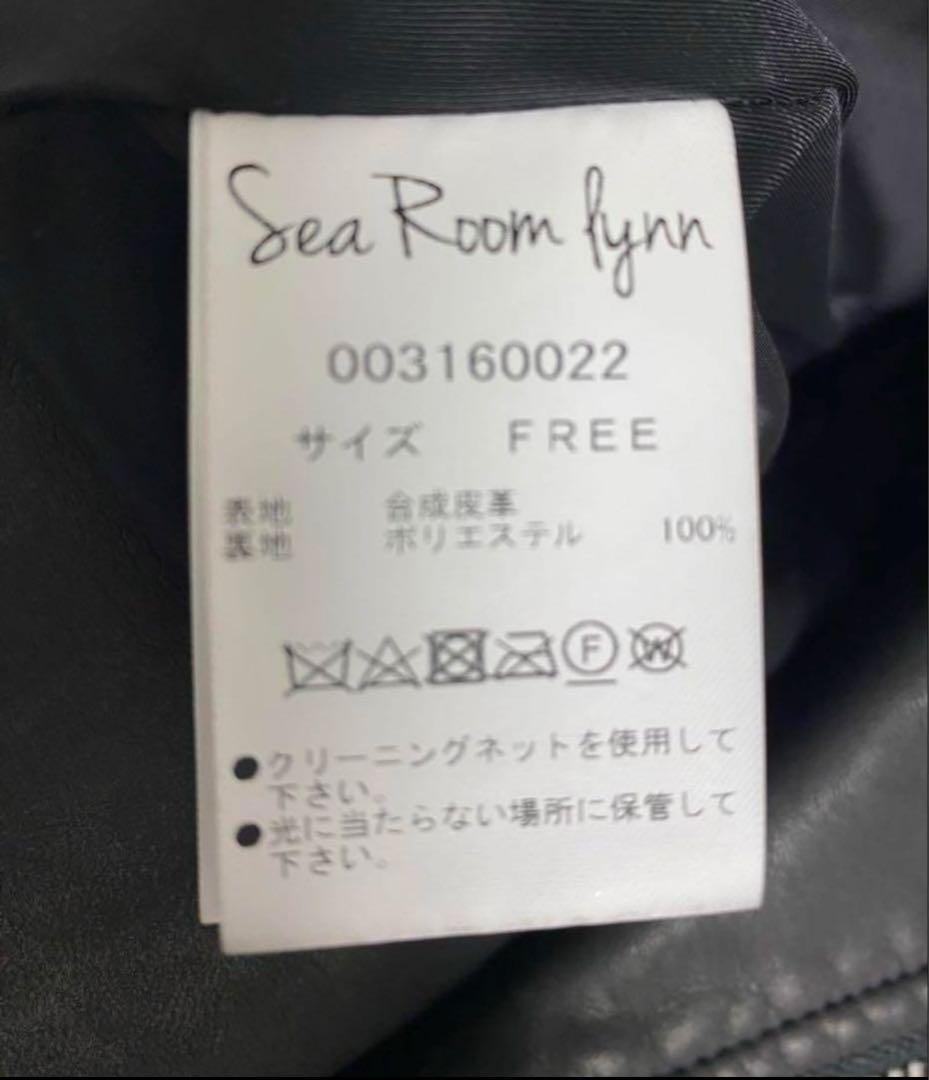 Sea Room lynn
003160022
サイズ FREE
表地 合成皮革
表地 ポリエステル 100%
F W
●クリーニングネットを使用して
下さい。
●光に当たらない場所に保管して
下さい。